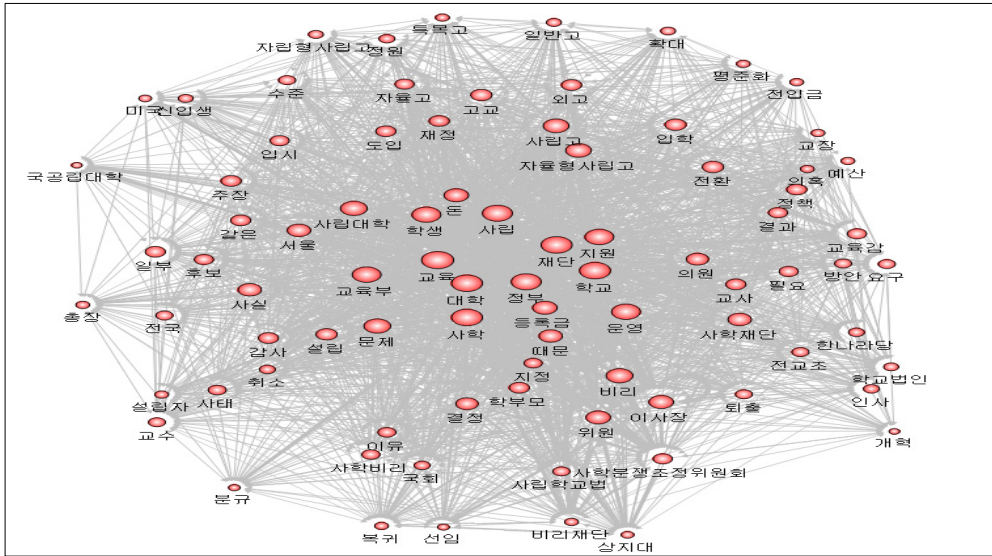 특목고
일반고
확대
자립형사립고
정원
평준화
전입금
수준
자율고
고교
외고
미국
신입생
재정
도입
사립고
입학
교장
입시
자율형사립고
예산
국공립대학
전환
의혹
주장
정책
돈
사립대학
학생
사립
결과
같은
서울
재단
지원
교육감
일부
후보
교육
의원
방안
요구
교육부
대학
정부
학교
필요
사실
교사
총장
등록금
전국
사학
운영
사학재단
문제
한나라당
감사
설립
때문
전교조
취소
지정
학교법인
비리
설립자
사태
학부모
인사
결정
이사장
퇴출
교수
위원
개혁
이유
사학비리
국회
사립학교법
사학분쟁조정위원회
분규
복귀
선임
비리재단
상지대